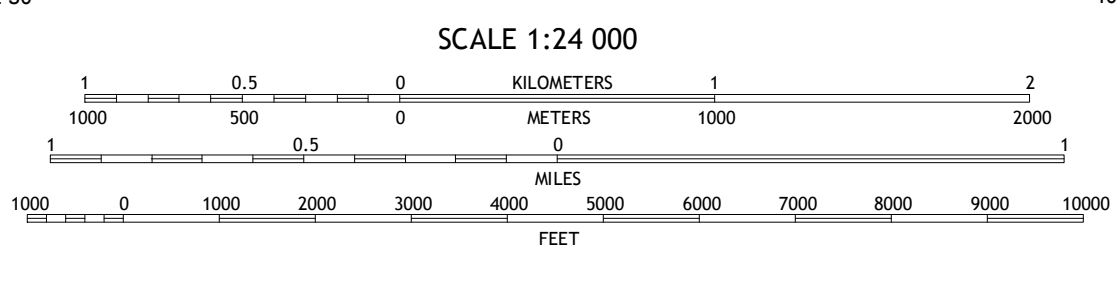 SCALE 1:24 000
1 0.5 0 KILOMETERS 1 2
1000 500 0 METERS 1000 2000
1 0.5 0 1
MILES
1000 0 1000 2000 3000 4000 5000 6000 7000 8000 9000 10000
FEET